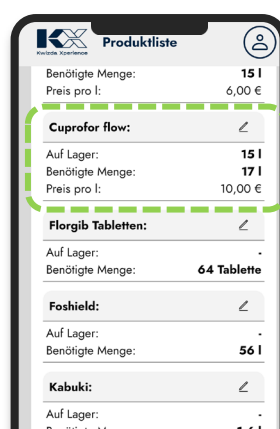 KX
Kwizda Xperience
Produktliste
Benötigte Menge: 15 l
Preis pro l: 6,00 €
Cuprofor flow:
Auf Lager: 15 l
Benötigte Menge: 17 l
Preis pro l: 10,00 €
Florgib Tabletten:
Auf Lager: -
Benötigte Menge: 64 Tablette
Foshield:
Auf Lager: -
Benötigte Menge: 56 l
Kabuki:
Auf Lager: -